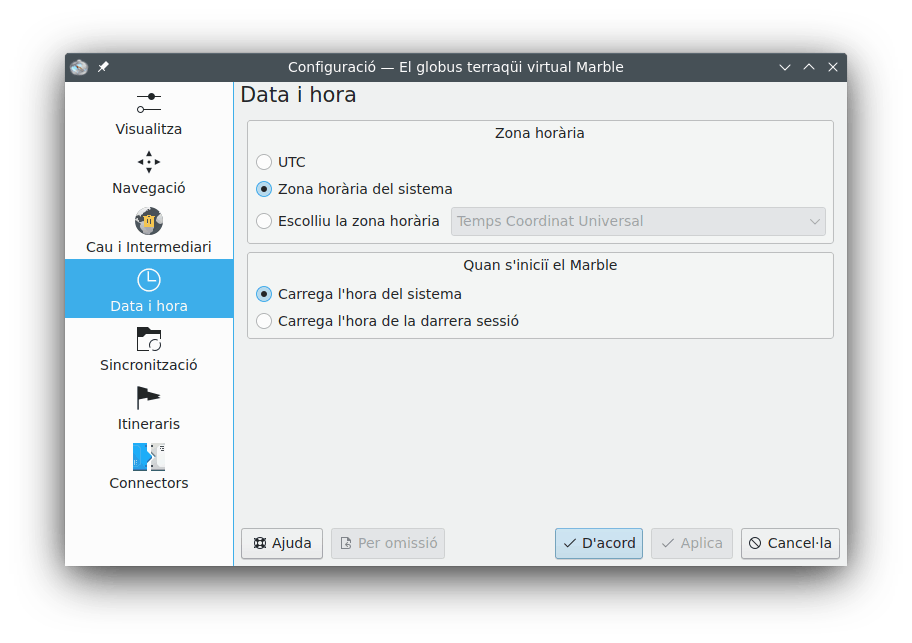 Configuració — El globus terraqüi virtual Marble
Visualitza
Navegació
Cau i Intermediari
Data i hora
Sincronització
Itineraris
Connectors
Data i hora
Zona horària
UTC
Zona horària del sistema
Escolliu la zona horària
Temps Coordinat Universal
Quan s'iniciï el Marble
Carrega l'hora del sistema
Carrega l'hora de la darrera sessió
Ajuda
Per omissió
D'acord
Aplica
Cancel·la